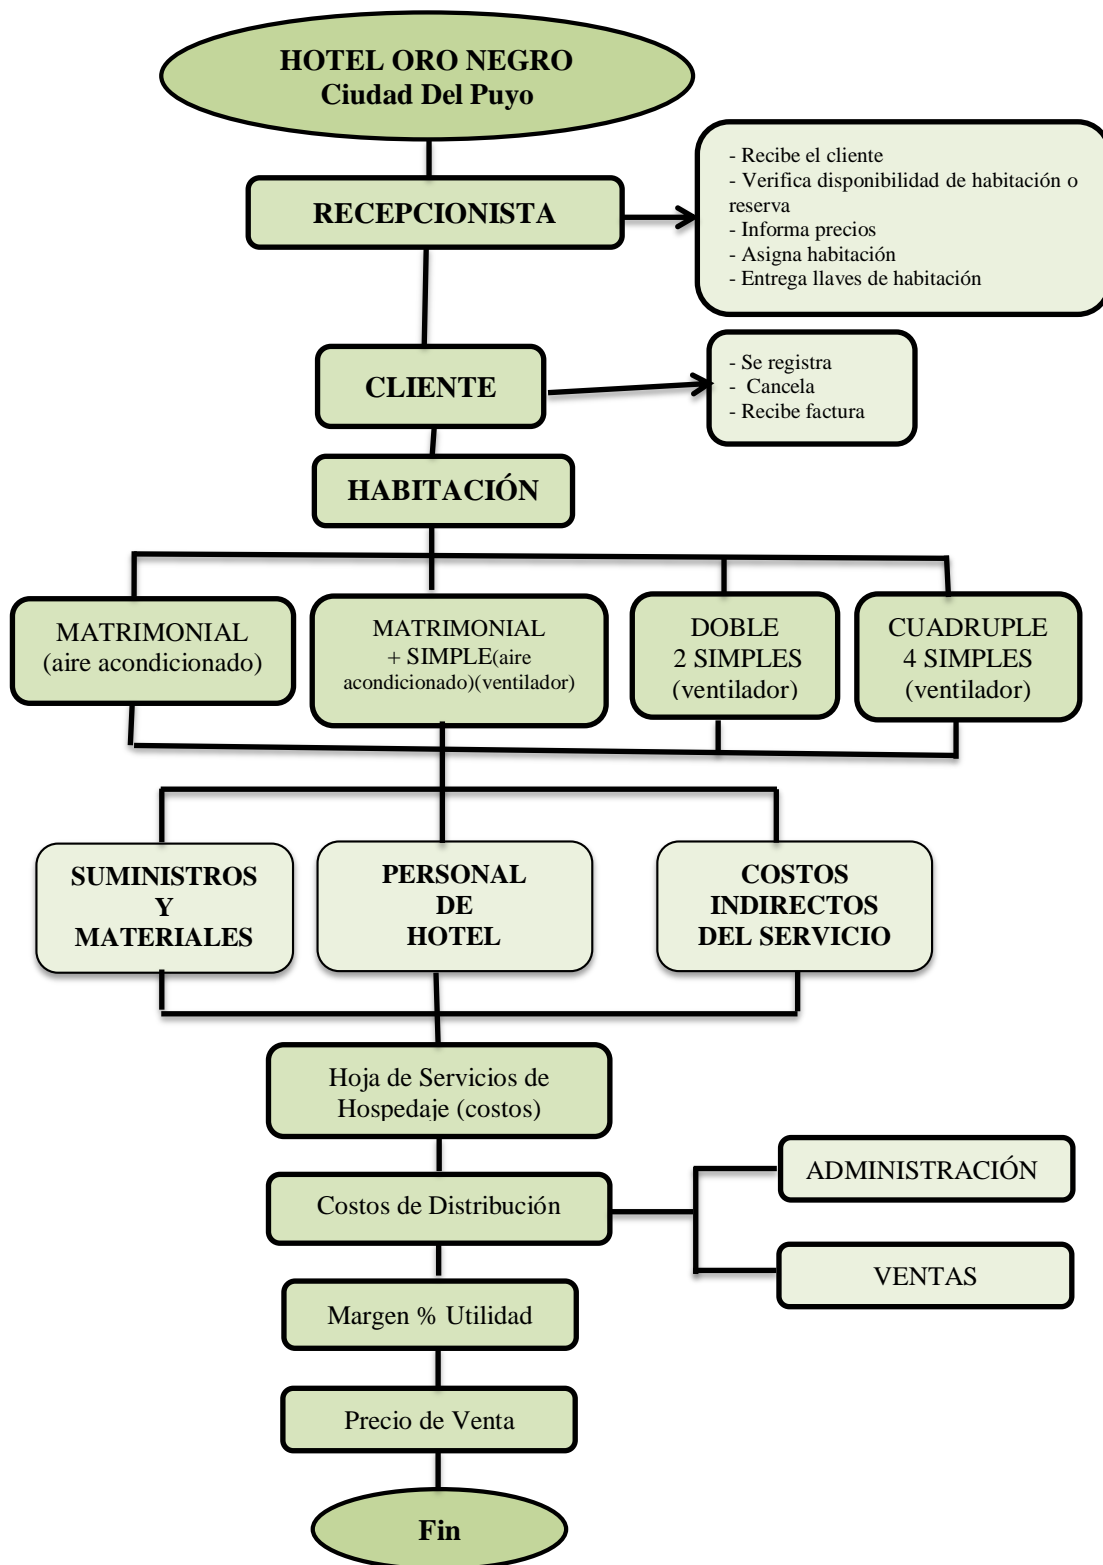 HOTEL ORO NEGRO
Ciudad Del Puyo
- Recibe el cliente
- Verifica disponibilidad de habitación o
reserva
- Informa precios
- Asigna habitación
- Entrega llaves de habitación
RECEPCIONISTA
CLIENTE
- Se registra
-  Cancela
- Recibe factura
HABITACIÓN
MATRIMONIAL
(aire acondicionado)
MATRIMONIAL
+ SIMPLE(aire
acondicionado)(ventilador)
DOBLE
2 SIMPLES
(ventilador)
CUADRUPLE
4 SIMPLES
(ventilador)
SUMINISTROS
Y
MATERIALES
PERSONAL
DE
HOTEL
COSTOS
INDIRECTOS
DEL SERVICIO
Hoja de Servicios de
Hospedaje (costos)
Costos de Distribución
ADMINISTRACIÓN
VENTAS
Margen % Utilidad
Precio de Venta
Fin